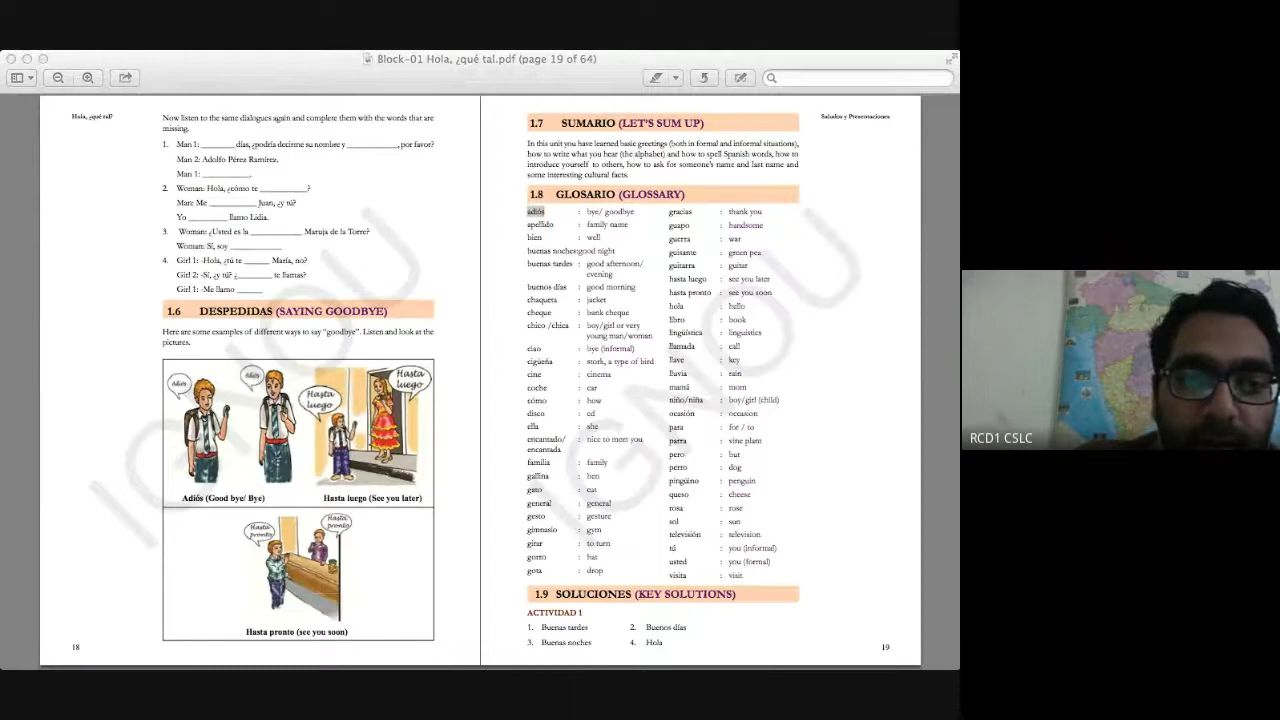 Block-01 Hola, ¿qué tal.pdf (page 19 of 64)
Hola, ¿qué tal?
Now listen to the same dialogues again and complete them with the words that are
missing.
1. Man 1: _______ días, ¿podría decirme su nombre y ___________, por favor?
Man 2: Adolfo Pérez Ramírez.
Man 1: __________.
2. Woman: Hola, ¿cómo te __________?
Man: Me __________ Juan, ¿y tú?
Yo ________ llamo Lidia.
3. Woman: ¿Usted es la ___________ Maruja de la Torre?
Woman: Sí, soy ___________
4. Girl 1: -Hola, ¿tú te ______ María, no?
Girl 2: -Sí, ¿y tú? ¿________ te llamas?
Girl 1: -Me llamo ______
1.6 DESPEDIDAS (SAYING GOODBYE)
Here are some examples of different ways to say "goodbye". Listen and look at the
pictures.
Adiós
Adiós
Hasta
luego
Hasta
luego
Adiós (Good bye/ Bye)
Hasta luego (See you later)
Hasta
pronto
Hasta
pronto
Hasta pronto (see you soon)
18
IGNOU
Saludos y Presentaciones
1.7 SUMARIO (LET'S SUM UP)
In this unit you have learned basic greetings (both in formal and informal situations),
how to write what you hear (the alphabet) and how to spell Spanish words, how to
introduce yourself to others, how to ask for someone's name and last name and
some interesting cultural facts.
1.8 GLOSARIO (GLOSSARY)
adiós : bye/ goodbye
apellido : family name
bien : well
buenas noches:good night
buenas tardes : good afternoon/
evening
buenos días : good morning
chaqueta : jacket
cheque : bank cheque
chico /chica : boy/girl or very
young man/woman
ciao : bye (informal)
cigüeña : stork, a type of bird
cine : cinema
coche : car
cómo : how
disco : cd
ella : she
encantado/ : nice to meet you
encantada
familia : family
gallina : hen
gato : cat
general : general
gesto : gesture
gimnasio : gym
girar : to turn
gorro : hat
gota : drop
gracias : thank you
guapo : handsome
guerra : war
guisante : green pea
guitarra : guitar
hasta luego : see you later
hasta pronto : see you soon
hola : hello
libro : book
lingüística : linguistics
llamada : call
llave : key
lluvia : rain
mamá : mom
niño/niña : boy/girl (child)
ocasión : occasion
para : for / to
parra : vine plant
pero : but
perro : dog
pingüino : penguin
queso : cheese
rosa : rose
sol : sun
televisión : television
tú : you (informal)
usted : you (formal)
visita : visit
1.9 SOLUCIONES (KEY SOLUTIONS)
ACTIVIDAD 1
1. Buenas tardes 2. Buenos días
3. Buenas noches 4. Hola
19
IGNOU
RCD1 CSLC